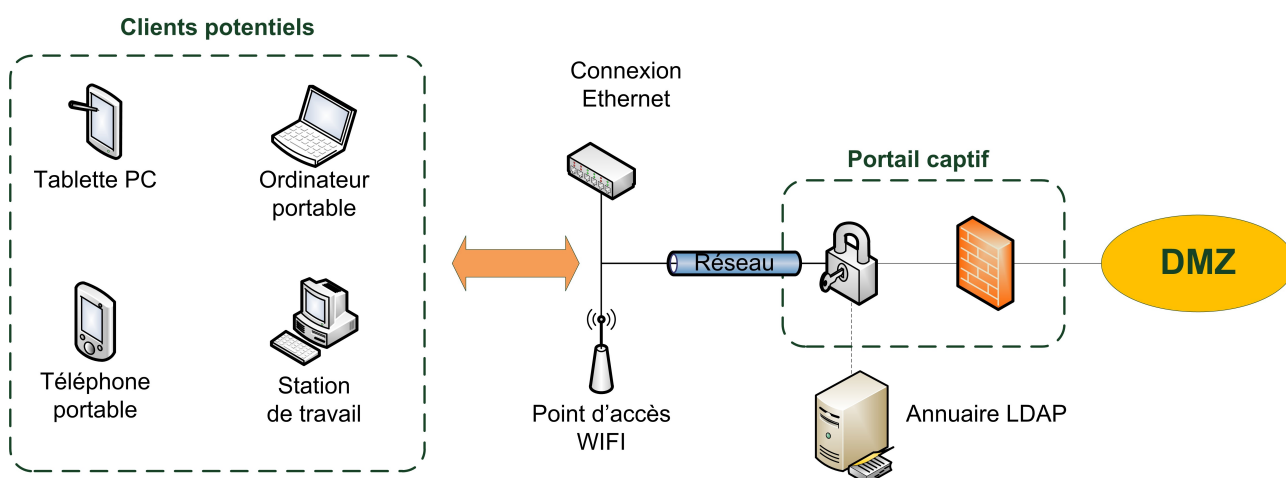 Clients potentiels
Tablette PC
Ordinateur
portable
Téléphone
portable
Station
de travail
Connexion
Ethernet
Point d'accès
WIFI
Réseau
Portail captif
Annuaire LDAP
DMZ